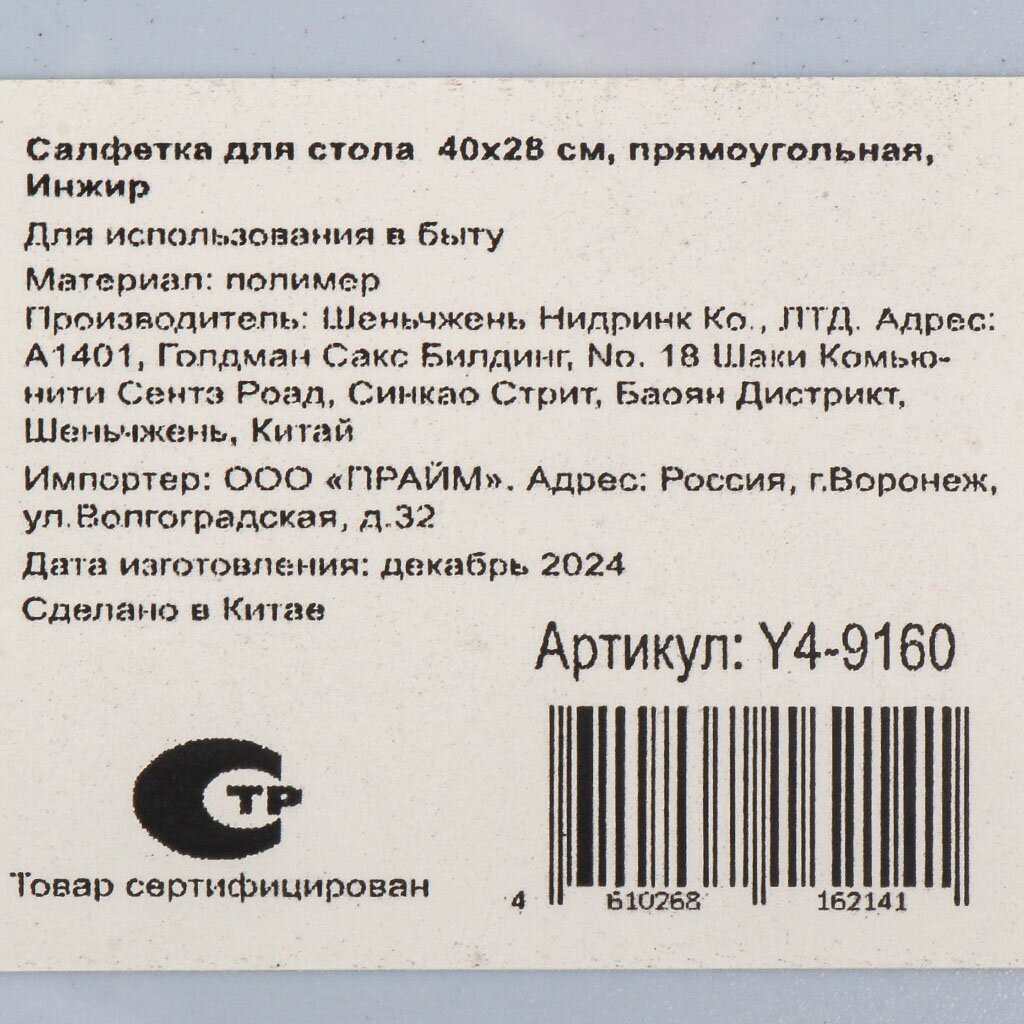 Салфетка для стола 40х28 см, прямоугольная,
Инжир
Для использования в быту
Материал: полимер
Производитель: Шеньчжень Нидринк Ко., ЛТД. Адрес:
А1401, Голдман Сакс Билдинг, No. 18 Шаки Комью-
нити Сентэ Роад, Синкао Стрит, Баоян Дистрикт,
Шеньчжень, Китай
Импортер: ООО «ПРАЙМ». Адрес: Россия, г.Воронеж,
ул.Волгоградская, д.32
Дата изготовления: декабрь 2024
Сделано в Китае
Артикул: Y4-9160
СТР
Товар сертифицирован
4 610268 162141